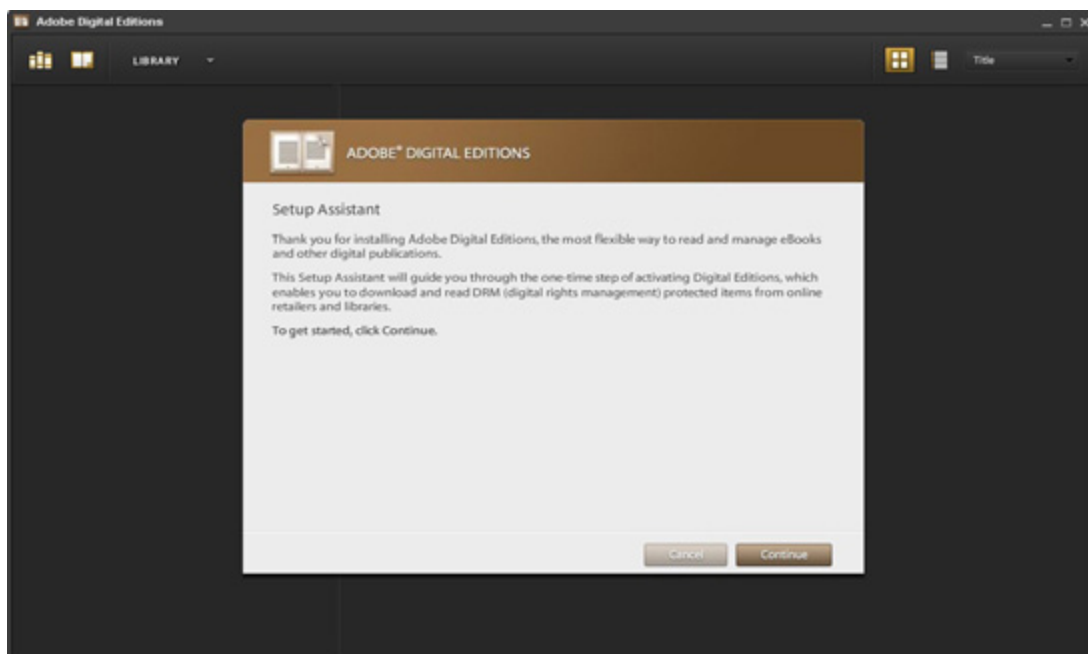 Adobe Digital Editions
LIBRARY
Title
ADOBE® DIGITAL EDITIONS
Setup Assistant
Thank you for installing Adobe Digital Editions, the most flexible way to read and manage eBooks
and other digital publications.
This Setup Assistant will guide you through the one-time step of activating Digital Editions, which
enables you to download and read DRM (digital rights management) protected items from online
retailers and libraries.
To get started, click Continue.
Cancel
Continue